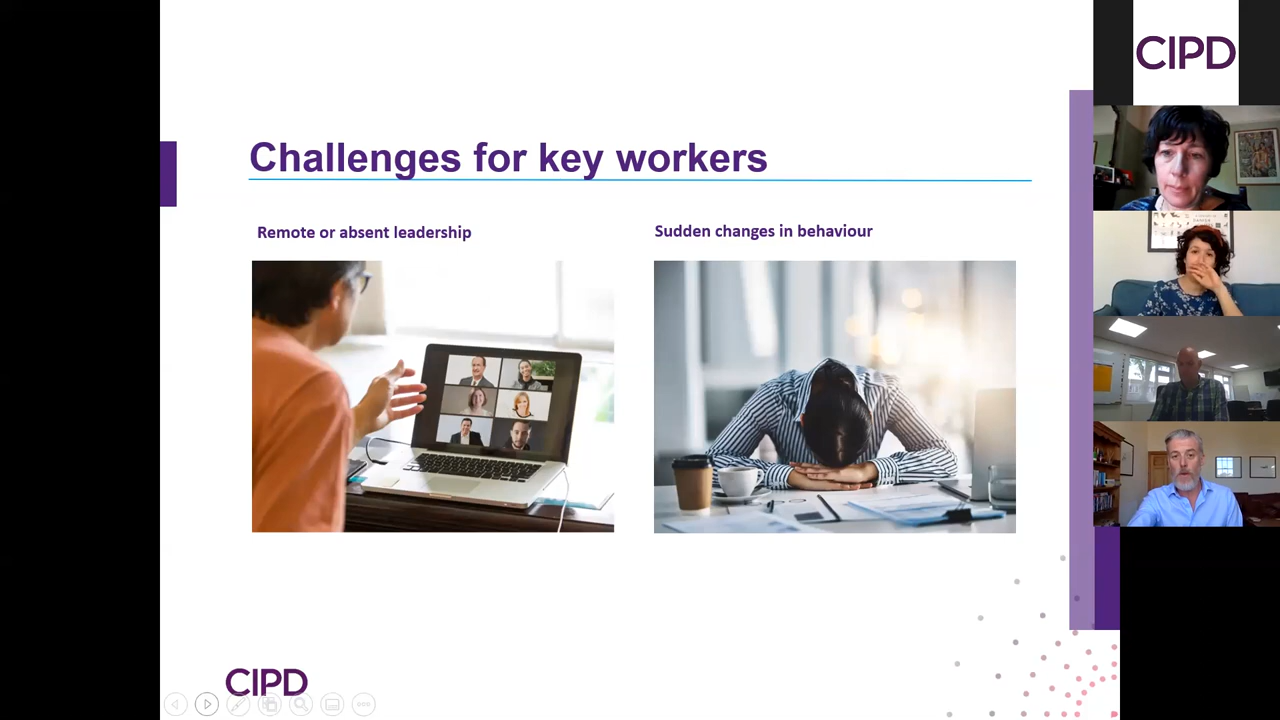 CIPD
Challenges for key workers
Remote or absent leadership
Sudden changes in behaviour
CIPD